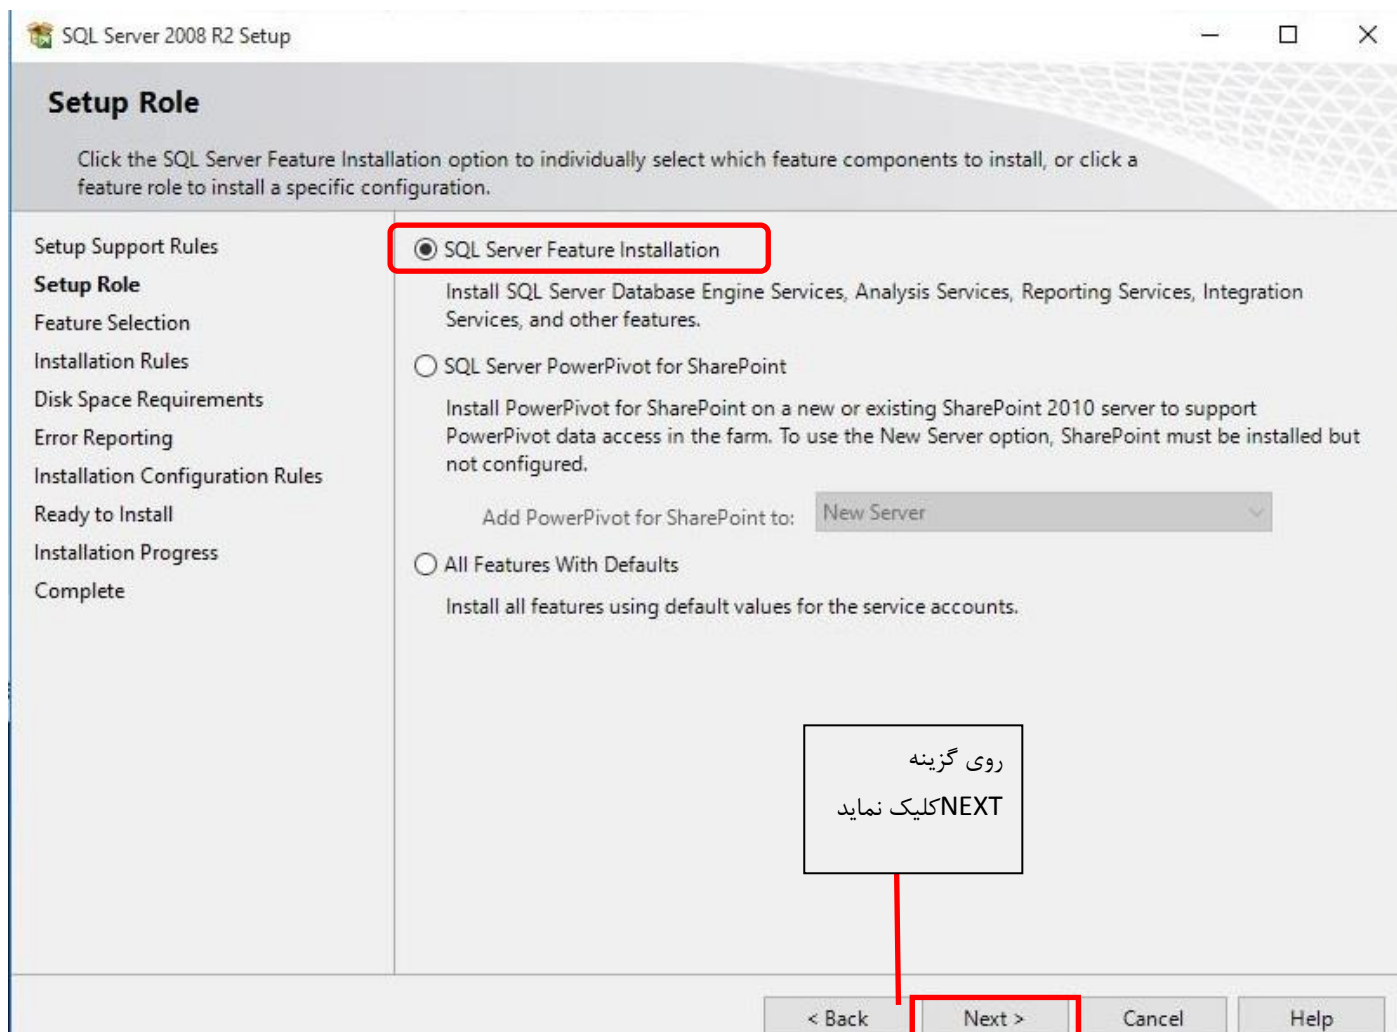 SQL Server 2008 R2 Setup
Setup Role
Click the SQL Server Feature Installation option to individually select which feature components to install, or click a
feature role to install a specific configuration.
Setup Support Rules
Setup Role
Feature Selection
Installation Rules
Disk Space Requirements
Error Reporting
Installation Configuration Rules
Ready to Install
Installation Progress
Complete
SQL Server Feature Installation
Install SQL Server Database Engine Services, Analysis Services, Reporting Services, Integration
Services, and other features.
SQL Server PowerPivot for SharePoint
Install PowerPivot for SharePoint on a new or existing SharePoint 2010 server to support
PowerPivot data access in the farm. To use the New Server option, SharePoint must be installed but
not configured.
Add PowerPivot for SharePoint to: New Server
All Features With Defaults
Install all features using default values for the service accounts.
روی گزینه
NEXTکلیک نماید
< Back Next > Cancel Help